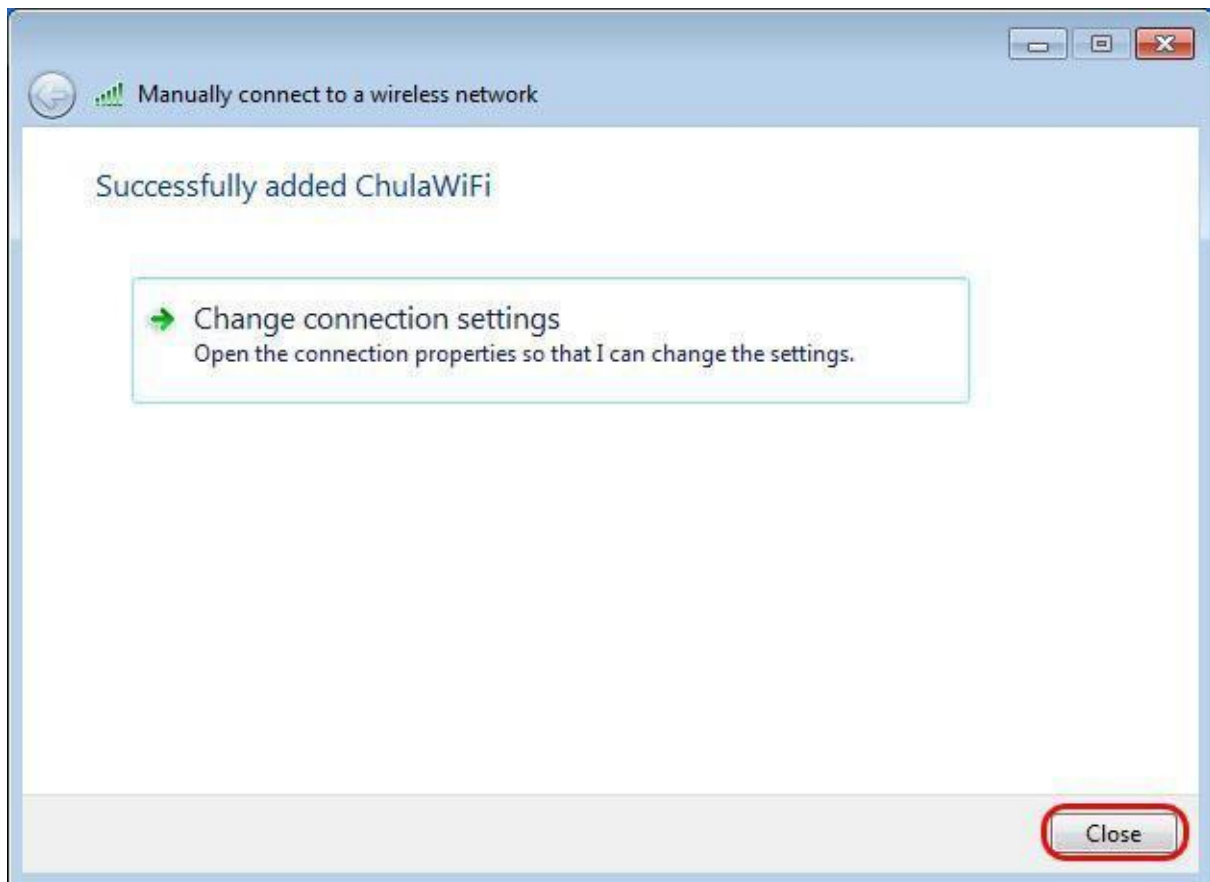 Manually connect to a wireless network
Successfully added ChulaWiFi
Change connection settings
Open the connection properties so that I can change the settings.
Close